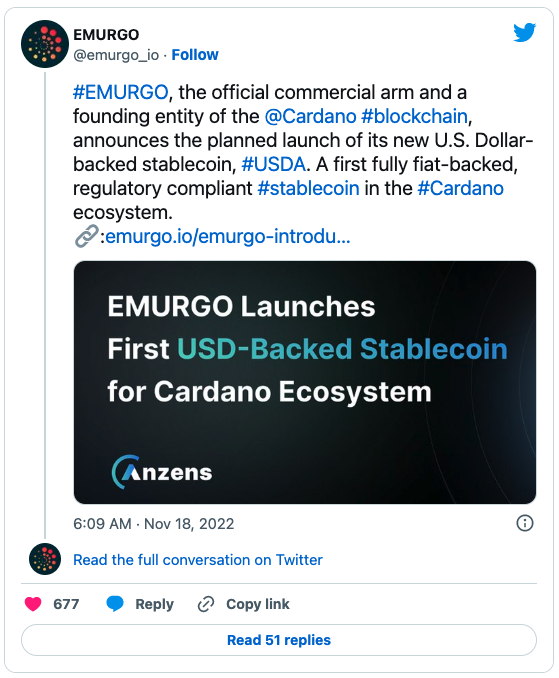 EMURGO
@emurgo_io · Follow
#EMURGO, the official commercial arm and a
founding entity of the @Cardano #blockchain,
announces the planned launch of its new U.S. Dollar-
backed stablecoin, #USDA. A first fully fiat-backed,
regulatory compliant #stablecoin in the #Cardano
ecosystem.
🔗:emurgo.io/emurgo-introdu...
EMURGO Launches
First USD-Backed Stablecoin
for Cardano Ecosystem
Anzens
6:09 AM · Nov 18, 2022
Read the full conversation on Twitter
677 Reply Copy link
Read 51 replies